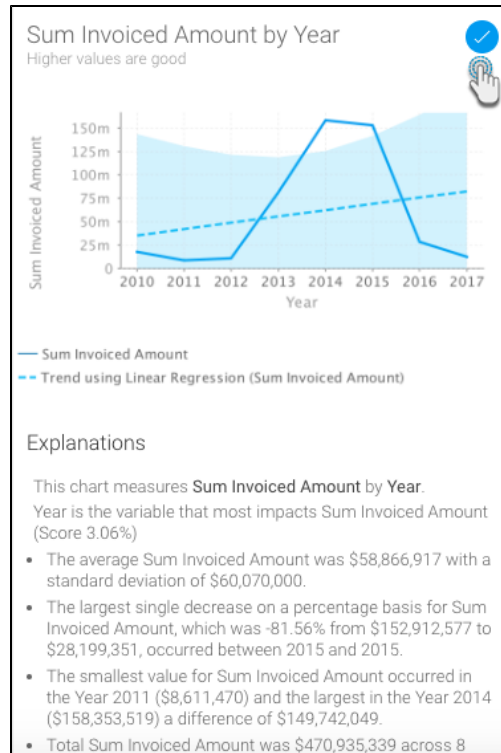 Sum Invoiced Amount by Year
Higher values are good
Sum Invoiced Amount
150m
125m
100m
75m
50m
25m
0
2010 2011 2012 2013 2014 2015 2016 2017
Year
Sum Invoiced Amount
Trend using Linear Regression (Sum Invoiced Amount)
Explanations
This chart measures Sum Invoiced Amount by Year.
Year is the variable that most impacts Sum Invoiced Amount
(Score 3.06%)
• The average Sum Invoiced Amount was $58,866,917 with a
standard deviation of $60,070,000.
• The largest single decrease on a percentage basis for Sum
Invoiced Amount, which was -81.56% from $152,912,577 to
$28,199,351, occurred between 2015 and 2015.
• The smallest value for Sum Invoiced Amount occurred in
the Year 2011 ($8,611,470) and the largest in the Year 2014
($158,353,519) a difference of $149,742,049.
• Total Sum Invoiced Amount was $470,935,339 across 8